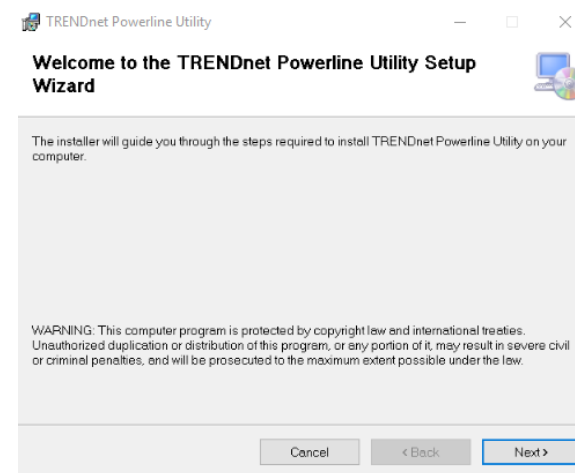 TRENDnet Powerline Utility
Welcome to the TRENDnet Powerline Utility Setup
Wizard
The installer will guide you through the steps required to install TRENDnet Powerline Utility on your
computer.
WARNING: This computer program is protected by copyright law and international treaties.
Unauthorized duplication or distribution of this program, or any portion of it, may result in severe civil
or criminal penalties, and will be prosecuted to the maximum extent possible under the law.
Cancel < Back Next >